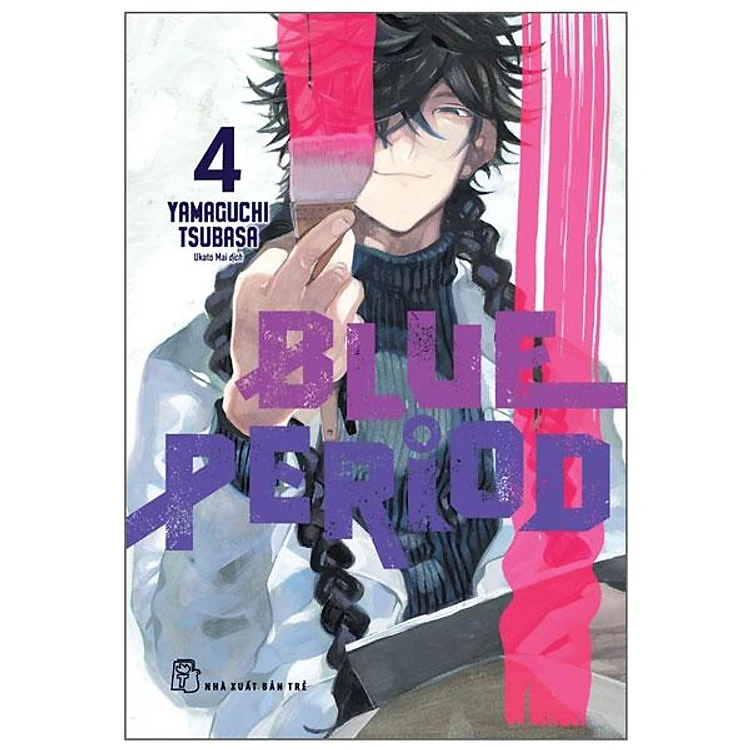 4
YAMAGUCHI
TSUBASA
Ukato Mai dịch
BLUE
PERiOD
NHÀ XUẤT BẢN TRẺ